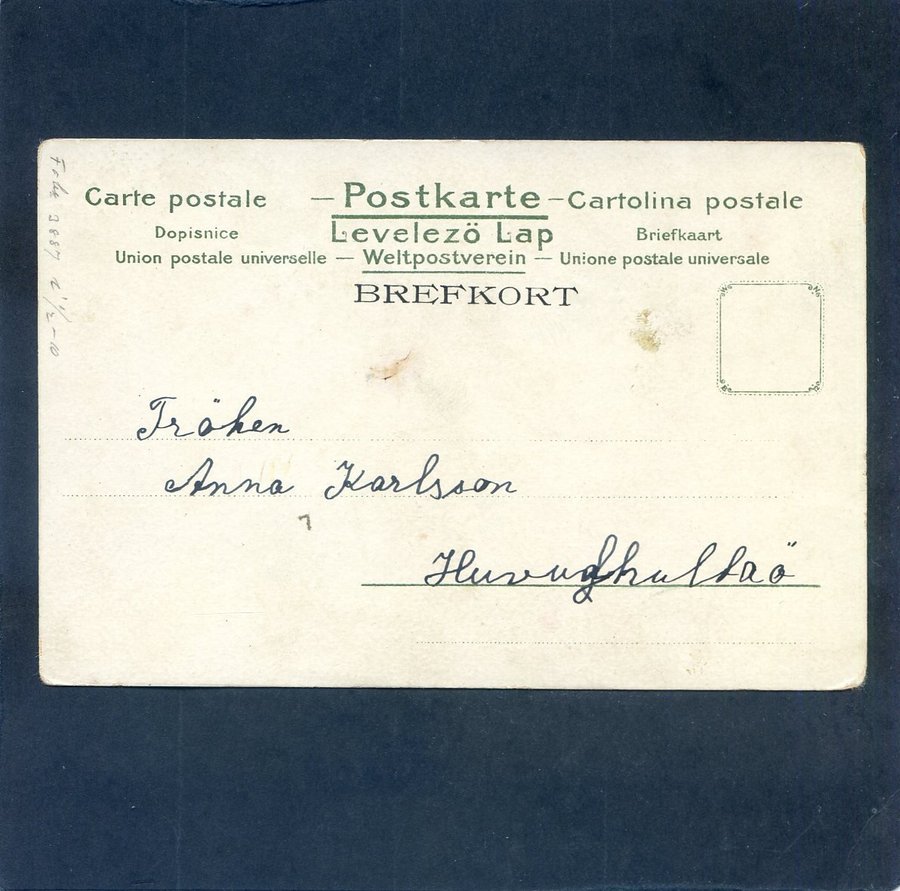 Carte postale — Postkarte — Cartolina postale
Dopisnice Levelezö Lap Briefkaart
Union postale universelle — Weltpostverein — Unione postale universale
BREFKORT
Fröken
Anna Karlsson